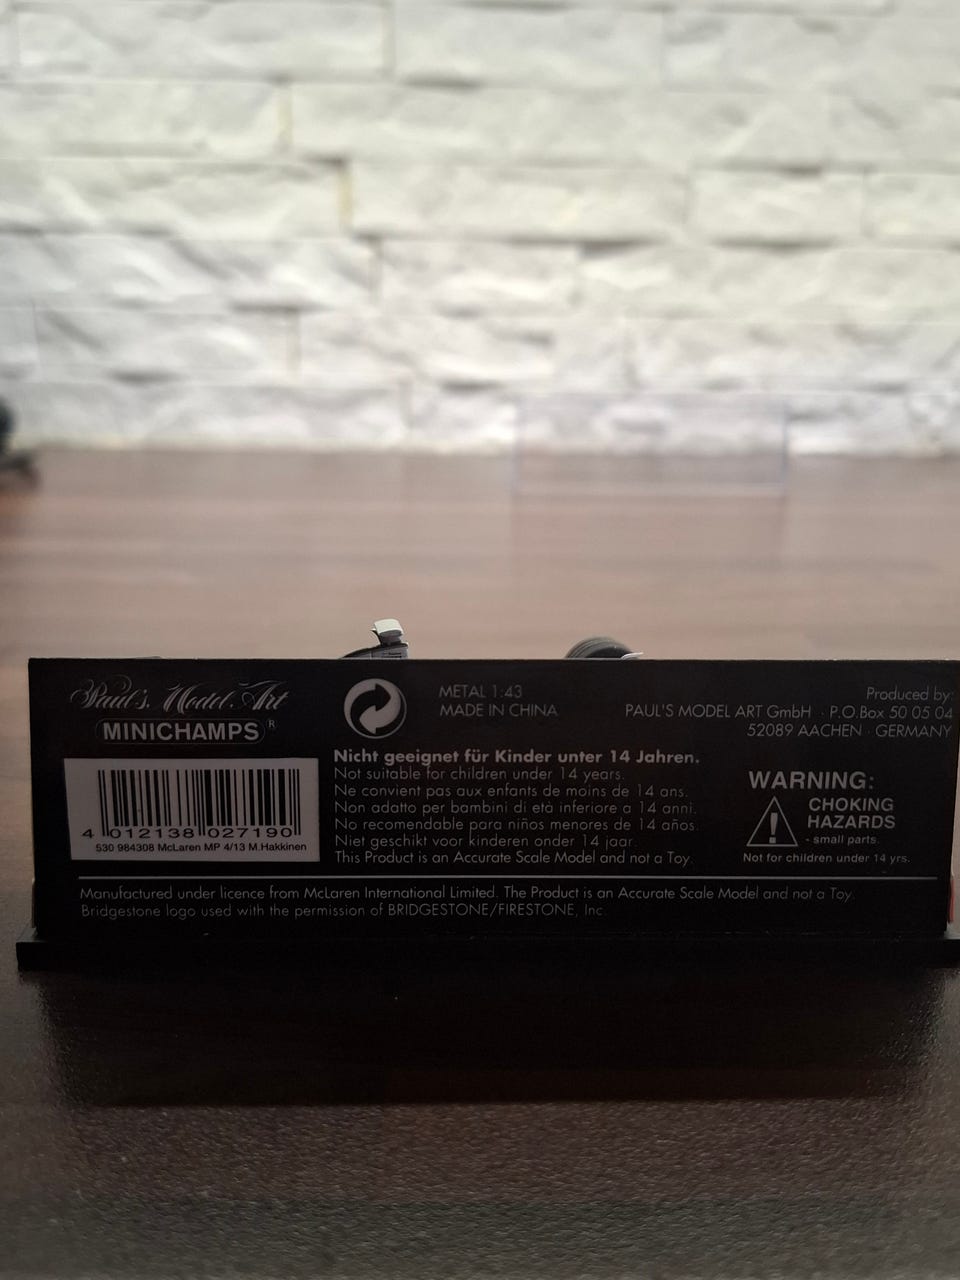 Paul's Model Art
MINICHAMPS®
4 012138 027190
530 984308 McLaren MP 4/13 M.Hakkinen
METAL 1:43
MADE IN CHINA
Nicht geeignet für Kinder unter 14 Jahren.
Not suitable for children under 14 years.
Ne convient pas aux enfants de moins de 14 ans.
Non adatto per bambini di età inferiore a 14 anni.
No recomendable para niños menores de 14 años.
Niet geschikt voor kinderen onder 14 jaar.
This Product is an Accurate Scale Model and not a Toy.
Produced by:
PAUL'S MODEL ART GmbH · P.O.Box 50 05 04
52089 AACHEN · GERMANY
WARNING:
CHOKING
HAZARDS
- small parts.
Not for children under 14 yrs.
Manufactured under licence from McLaren International Limited. The Product is an Accurate Scale Model and not a Toy.
Bridgestone logo used with the permission of BRIDGESTONE/FIRESTONE, Inc.